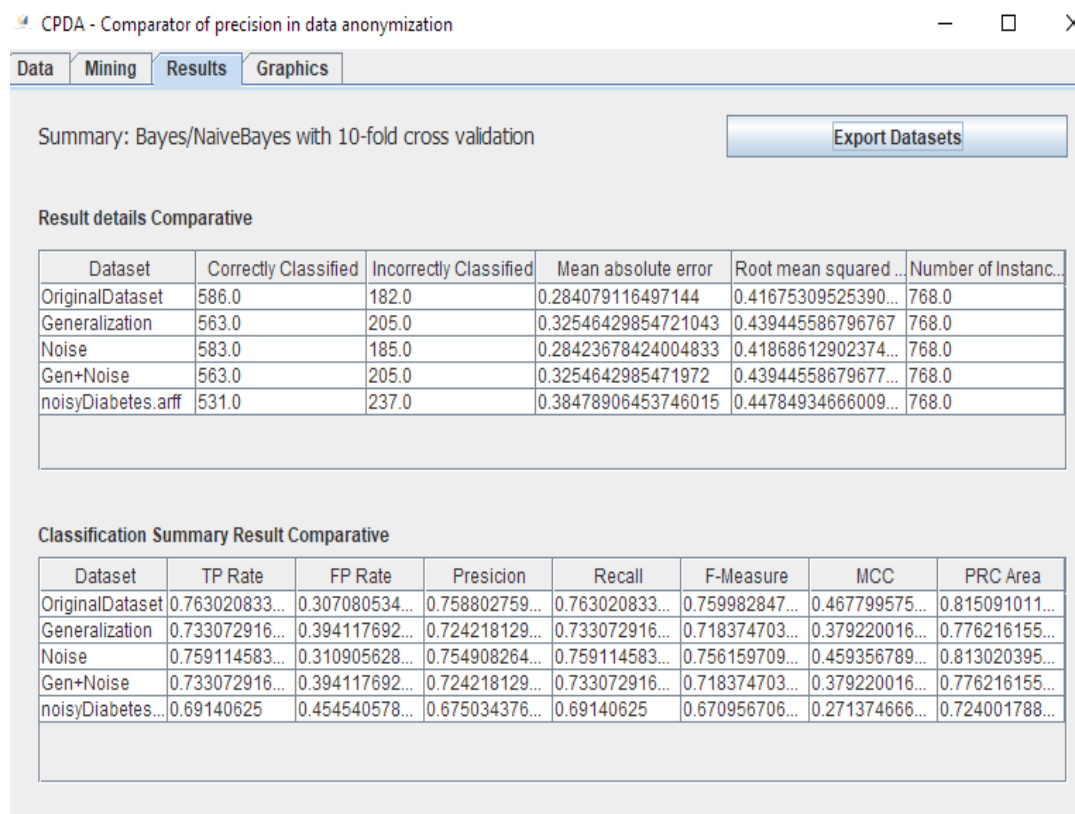 CPDA - Comparator of precision in data anonymization
Data Mining Results Graphics
Summary: Bayes/NaiveBayes with 10-fold cross validation
Export Datasets
Result details Comparative
Dataset Correctly Classified Incorrectly Classified Mean absolute error Root mean squared ... Number of Instanc...
OriginalDataset 586.0 182.0 0.284079116497144 0.41675309525390... 768.0
Generalization 563.0 205.0 0.32546429854721043 0.439445586796767 768.0
Noise 583.0 185.0 0.28423678424004833 0.41868612902374... 768.0
Gen+Noise 563.0 205.0 0.3254642985471972 0.43944558679677... 768.0
noisyDiabetes.arff 531.0 237.0 0.38478906453746015 0.44784934666009... 768.0
Classification Summary Result Comparative
Dataset TP Rate FP Rate Presicion Recall F-Measure MCC PRC Area
OriginalDataset 0.763020833... 0.307080534... 0.758802759... 0.763020833... 0.759982847... 0.467799575... 0.815091011...
Generalization 0.733072916... 0.394117692... 0.724218129... 0.733072916... 0.718374703... 0.379220016... 0.776216155...
Noise 0.759114583... 0.310905628... 0.754908264... 0.759114583... 0.756159709... 0.459356789... 0.813020395...
Gen+Noise 0.733072916... 0.394117692... 0.724218129... 0.733072916... 0.718374703... 0.379220016... 0.776216155...
noisyDiabetes... 0.69140625 0.454540578... 0.675034376... 0.69140625 0.670956706... 0.271374666... 0.724001788...